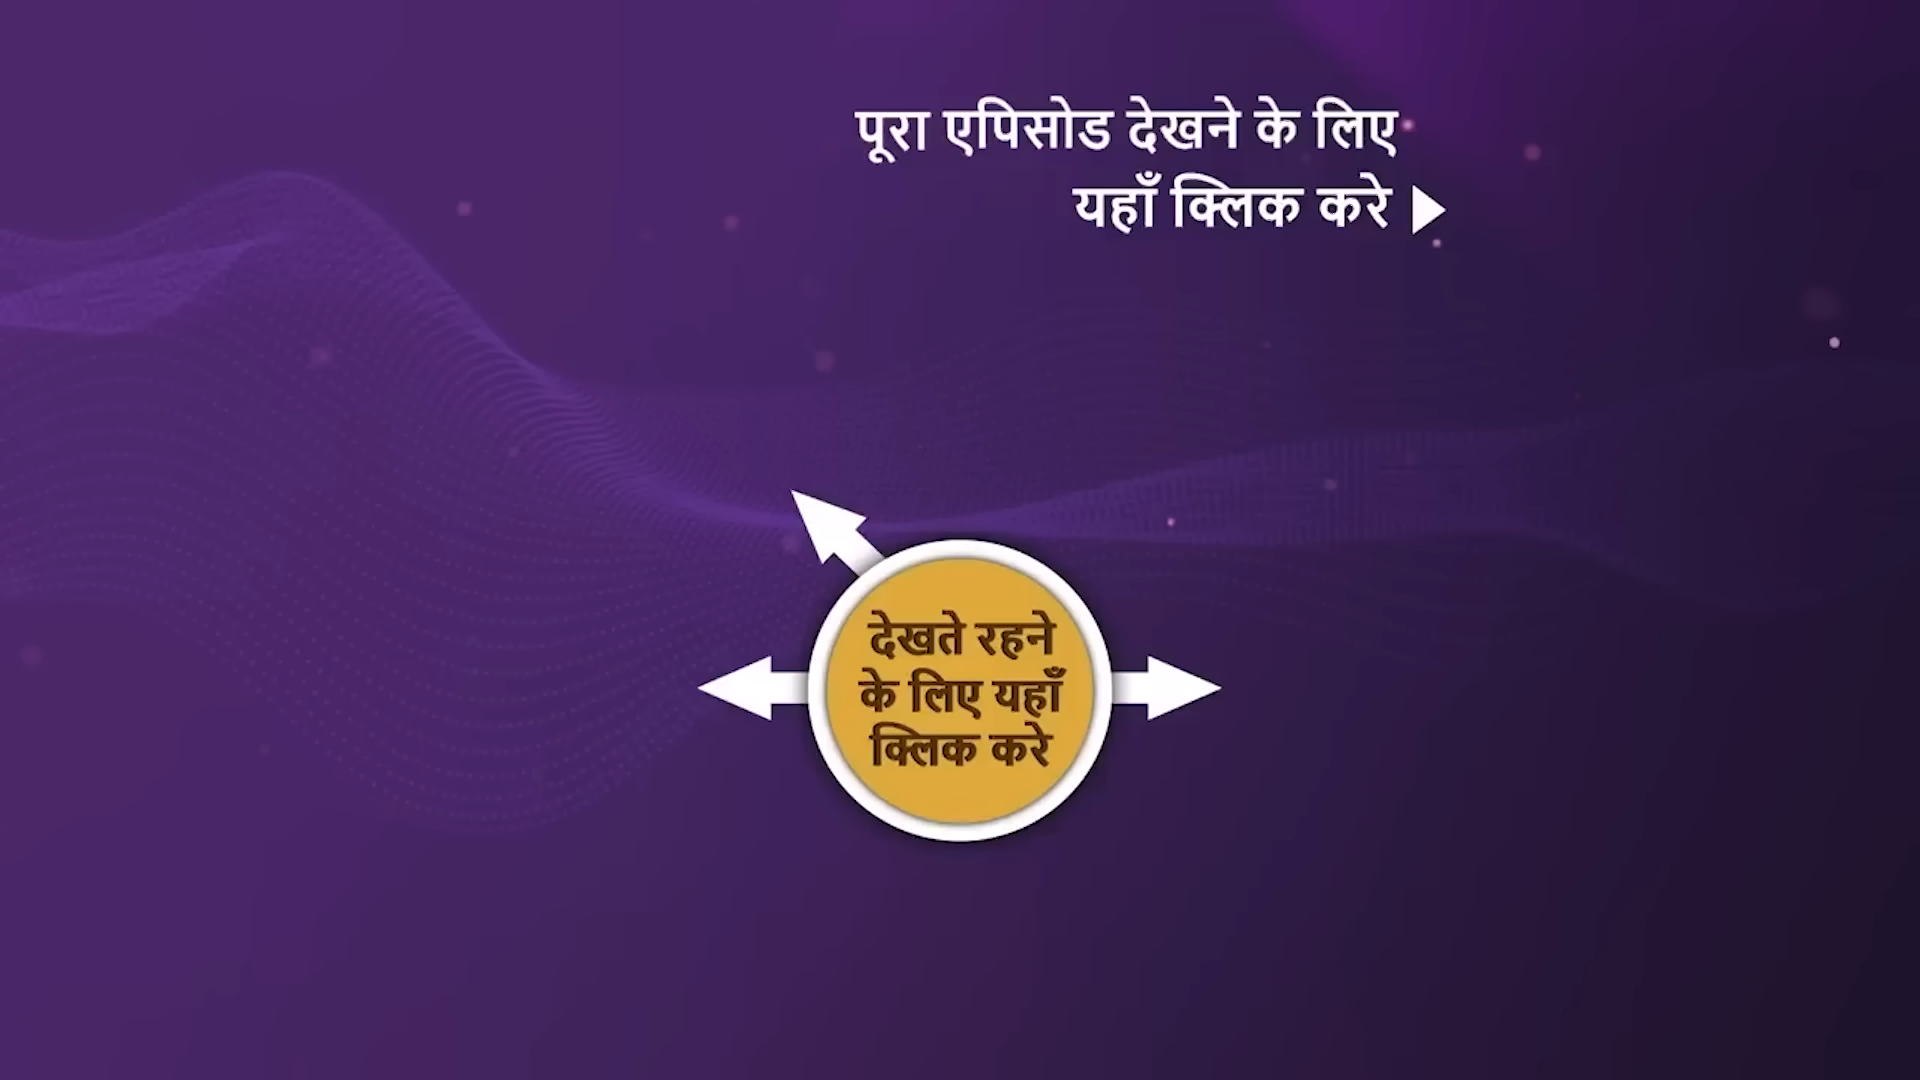 पूरा एपिसोड देखने के लिए
यहाँ क्लिक करे
देखते रहने
के लिए यहाँ
क्लिक करे